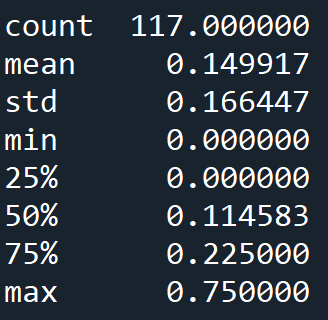 count 117.000000
mean 0.149917
std 0.166447
min 0.000000
25% 0.000000
50% 0.114583
75% 0.225000
max 0.750000